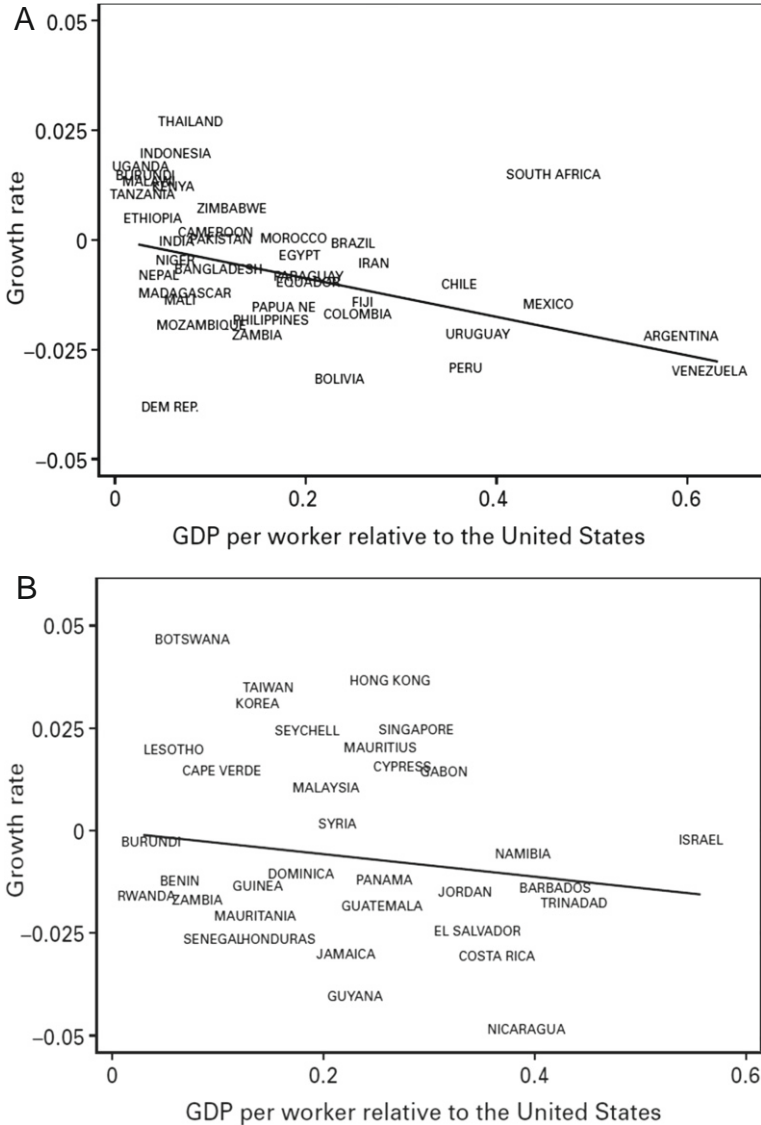 A
0.05
THAILAND
0.025
INDONESIA
UGANDA
SOUTH AFRICA
BURUNDI
MALAWI
KENYA
TANZANIA
ZIMBABWE
ETHIOPIA
CAMEROON
0
INDIA
PAKISTAN
MOROCCO
BRAZIL
EGYPT
NIGER
IRAN
BANGLADESH
NEPAL
PARAGUAY
EQUADOR
CHILE
MADAGASCAR
MALI
FIJI
MEXICO
PAPUA NE
COLOMBIA
PHILIPPINES
MOZAMBIQUE
ZAMBIA
URUGUAY
ARGENTINA
−0.025
PERU
VENEZUELA
BOLIVIA
DEM REP.
−0.05
Growth rate
0 0.2 0.4 0.6
GDP per worker relative to the United States
B
0.05
BOTSWANA
HONG KONG
TAIWAN
KOREA
0.025
SEYCHELL
SINGAPORE
LESOTHO
MAURITIUS
CAPE VERDE
CYPRESS
GABON
MALAYSIA
SYRIA
0
BURUNDI
ISRAEL
NAMIBIA
DOMINICA
BENIN
GUINEA
PANAMA
RWANDA
ZAMBIA
JORDAN
BARBADOS
TRINADAD
GUATEMALA
MAURITANIA
−0.025
SENEGAL
HONDURAS
EL SALVADOR
JAMAICA
COSTA RICA
GUYANA
NICARAGUA
−0.05
Growth rate
0 0.2 0.4 0.6
GDP per worker relative to the United States